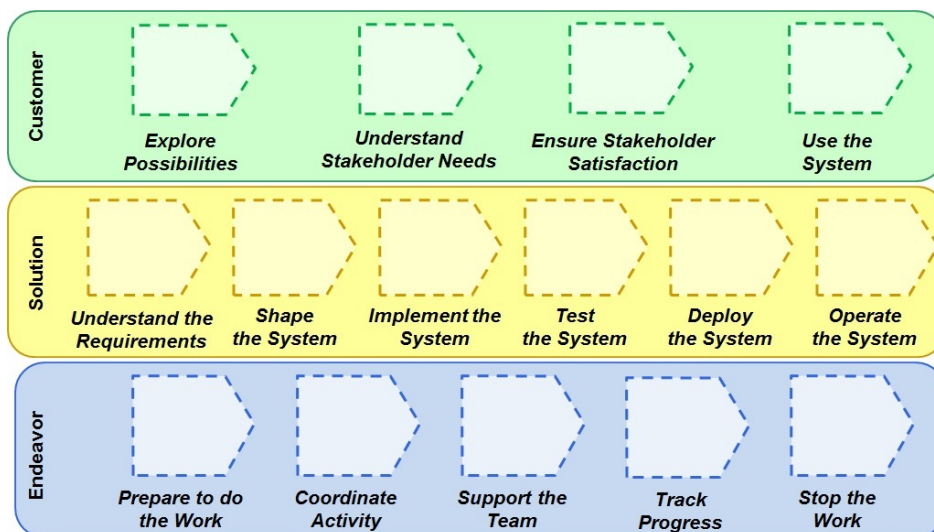 Customer
Explore
Possibilities
Understand
Stakeholder Needs
Ensure Stakeholder
Satisfaction
Use the
System
Solution
Understand the
Requirements
Shape
the System
Implement the
System
Test
the System
Deploy
the System
Operate
the System
Endeavor
Prepare to do
the Work
Coordinate
Activity
Support the
Team
Track
Progress
Stop the
Work